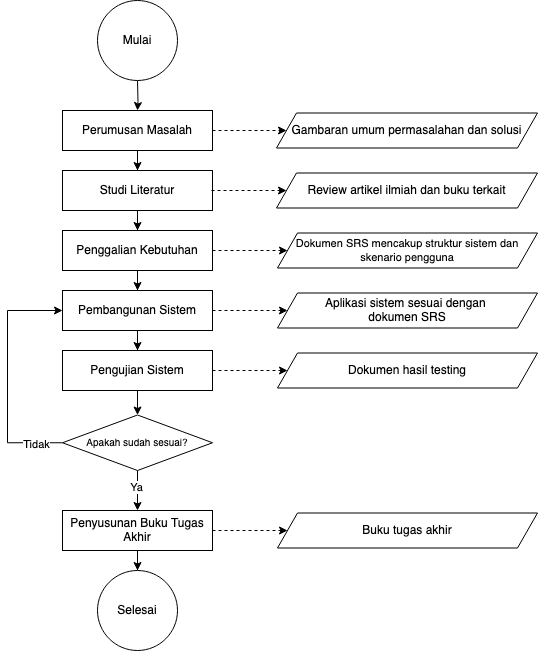 Mulai
Perumusan Masalah
Gambaran umum permasalahan dan solusi
Studi Literatur
Review artikel ilmiah dan buku terkait
Penggalian Kebutuhan
Dokumen SRS mencakup struktur sistem dan
skenario pengguna
Pembangunan Sistem
Aplikasi sistem sesuai dengan
dokumen SRS
Pengujian Sistem
Dokumen hasil testing
Apakah sudah sesuai?
Tidak
Ya
Penyusunan Buku Tugas
Akhir
Buku tugas akhir
Selesai